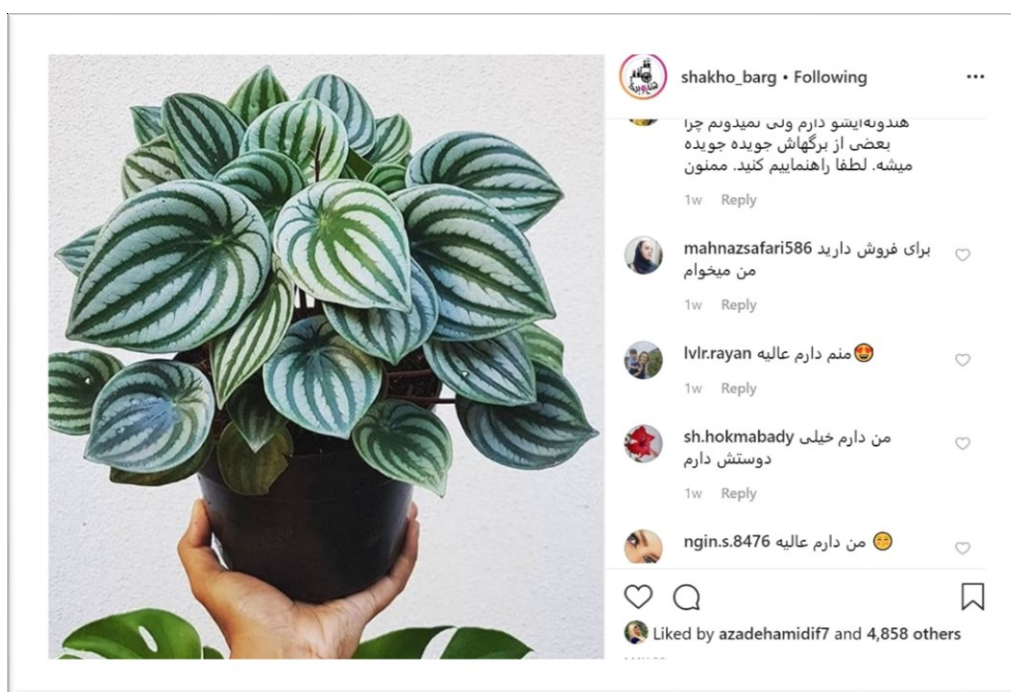 shakho_barg • Following
هندونه‌ایشو دارم ولی نمیدونم چرا
بعضی از برگهاش جویده جویده
میشه. لطفا راهنماییم کنید. ممنون
1w Reply
mahnazsafari586 برای فروش دارید
من میخوام
1w Reply
lvlr.rayan منم دارم عالیه😍
1w Reply
sh.hokmabady من دارم خیلی
دوستش دارم
1w Reply
ngin.s.8476 من دارم عالیه 😊
Liked by azadehamidif7 and 4,858 others